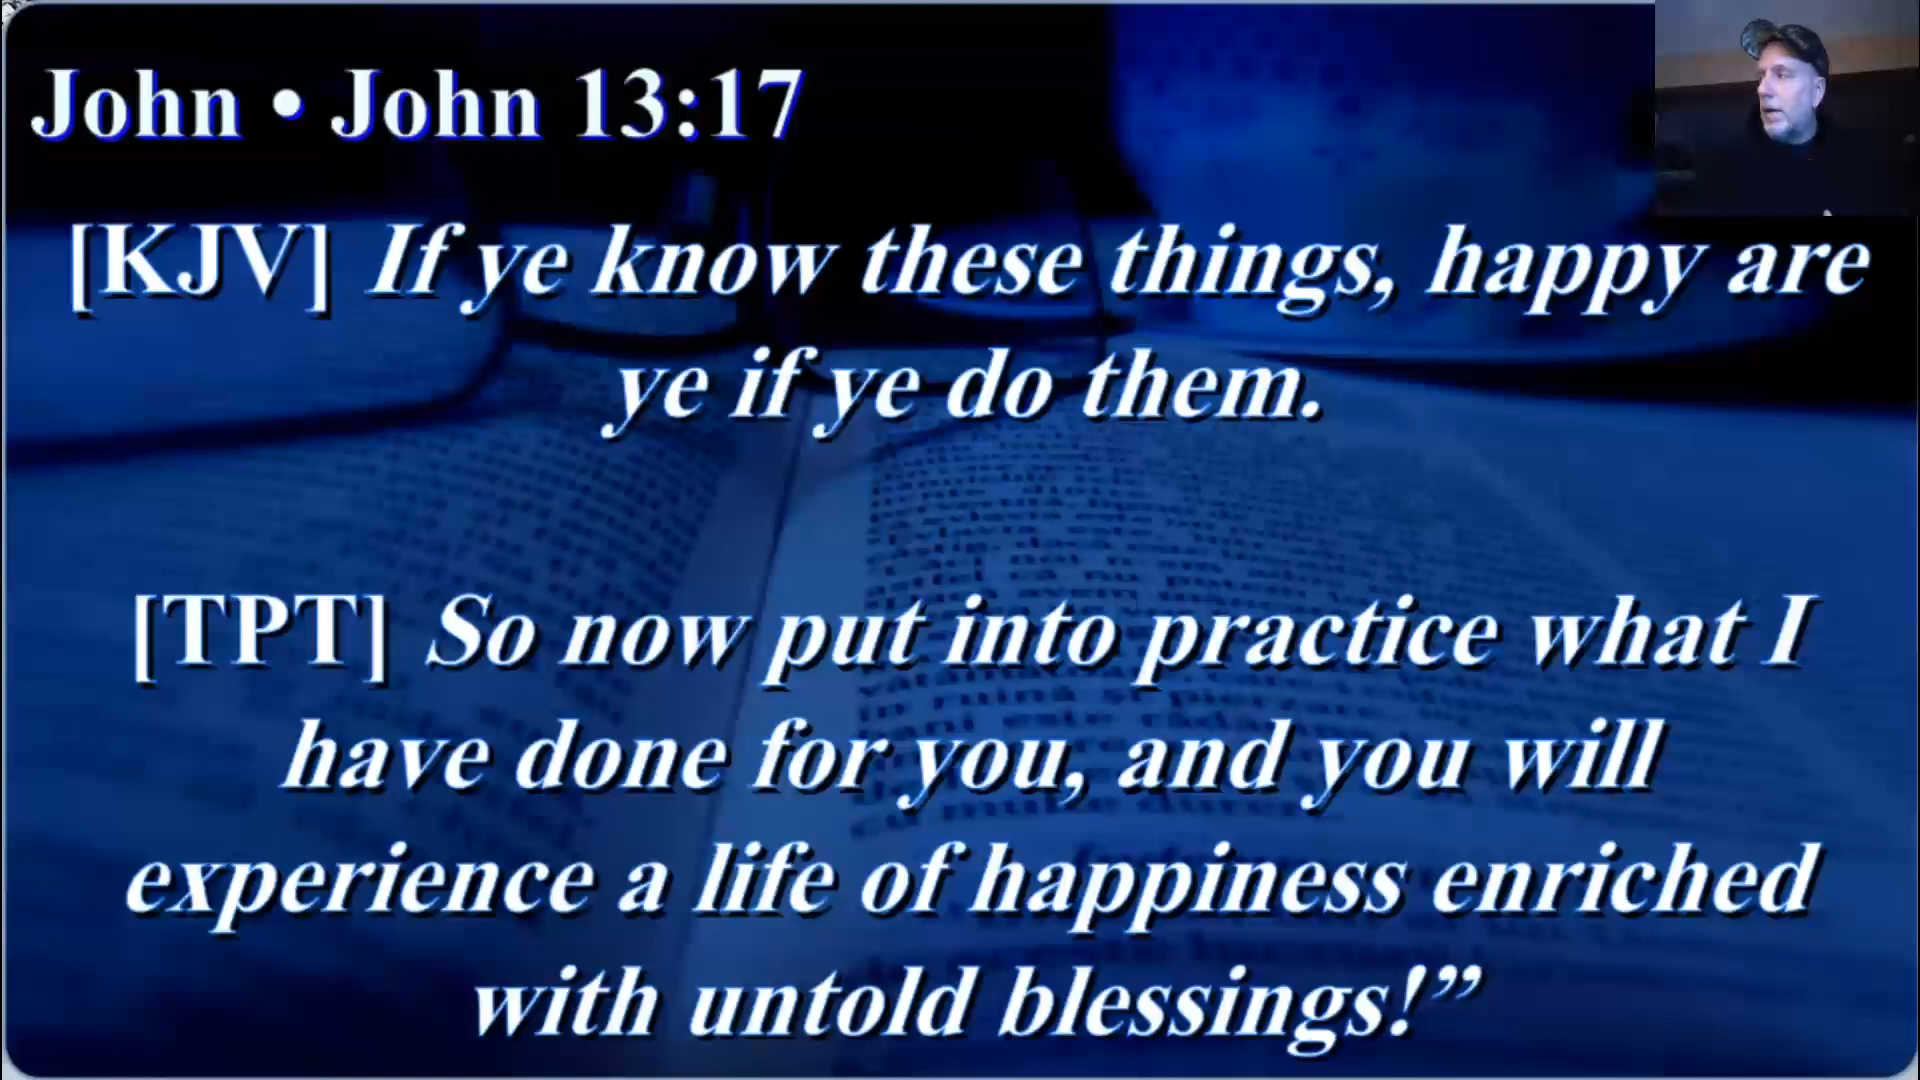 John • John 13:17
[KJV] If ye know these things, happy are
ye if ye do them.
[TPT] So now put into practice what I
have done for you, and you will
experience a life of happiness enriched
with untold blessings!”